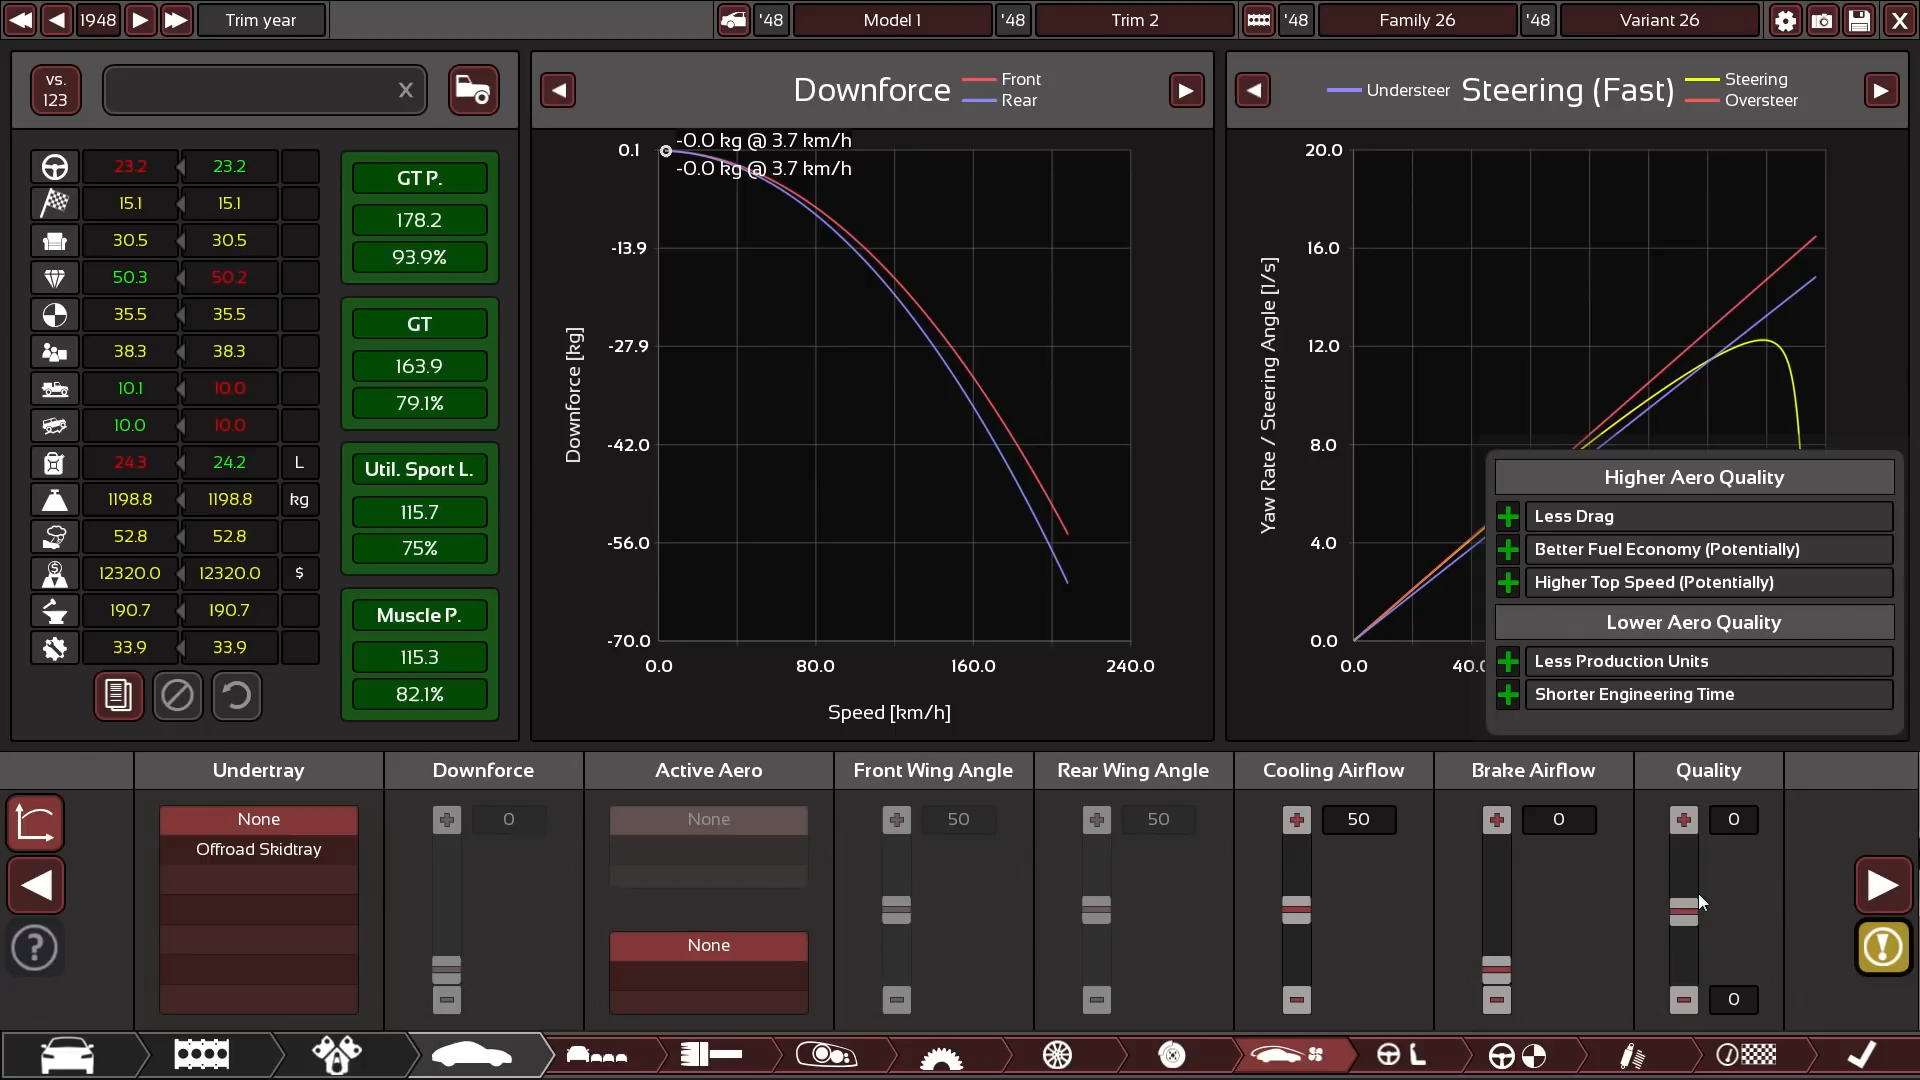 1948
Trim year
'48
Model 1
'48
Trim 2
'48
Family 26
'48
Variant 26
X
vs.
123
X
Downforce
Front
Rear
Understeer
Steering (Fast)
Steering
Oversteer
23.2 23.2
15.1 15.1
30.5 30.5
50.3 50.2
35.5 35.5
38.3 38.3
10.1 10.0
10.0 10.0
24.3 24.2 L
1198.8 1198.8 kg
52.8 52.8
12320.0 12320.0 $
190.7 190.7
33.9 33.9
GT P.
178.2
93.9%
GT
163.9
79.1%
Util. Sport L.
115.7
75%
Muscle P.
115.3
82.1%
-0.0 kg @ 3.7 km/h
-0.0 kg @ 3.7 km/h
0.1
-13.9
-27.9
-42.0
-56.0
-70.0
0.0 80.0 160.0 240.0
Downforce [kg]
Speed [km/h]
20.0
16.0
12.0
8.0
4.0
0.0
0.0 40.0
Yaw Rate / Steering Angle [1/s]
Higher Aero Quality
Less Drag
Better Fuel Economy (Potentially)
Higher Top Speed (Potentially)
Lower Aero Quality
Less Production Units
Shorter Engineering Time
Undertray
None
Offroad Skidtray
Downforce
0
Active Aero
None
None
Front Wing Angle
50
Rear Wing Angle
50
Cooling Airflow
50
Brake Airflow
0
Quality
0
0
?